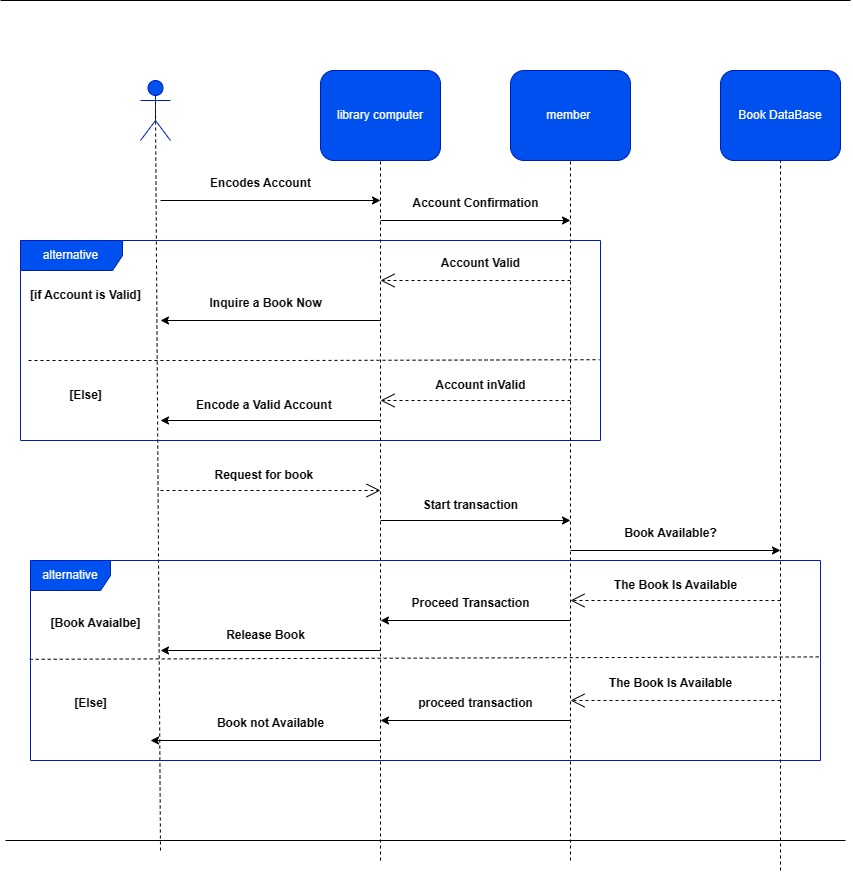 library computer
member
Book DataBase
Encodes Account
Account Confirmation
alternative
Account Valid
[if Account is Valid]
Inquire a Book Now
[Else]
Account inValid
Encode a Valid Account
Request for book
Start transaction
Book Available?
alternative
The Book Is Available
Proceed Transaction
[Book Avaialbe]
Release Book
The Book Is Available
[Else]
proceed transaction
Book not Available